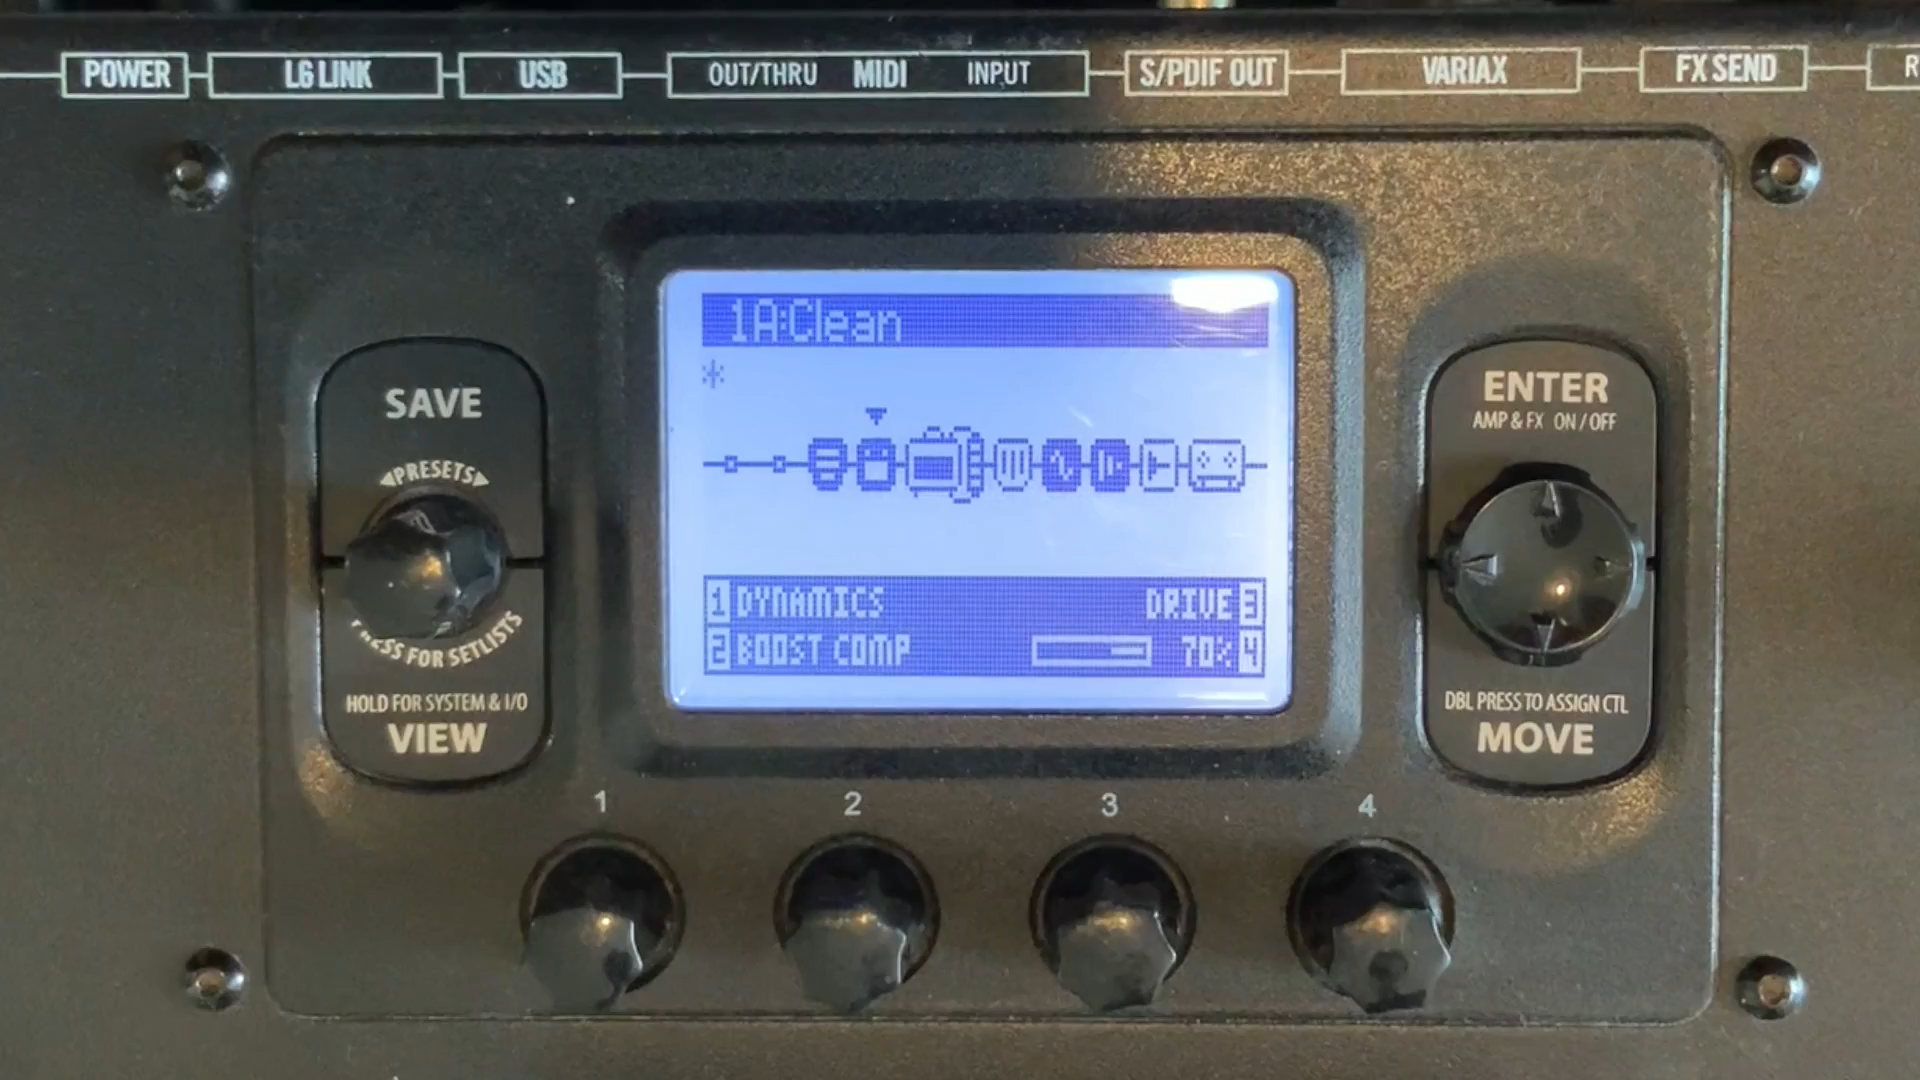 POWER
L6 LINK
USB
OUT/THRU MIDI INPUT
S/PDIF OUT
VARIAX
FX SEND
SAVE
PRESETS
PRESS FOR SETLISTS
HOLD FOR SYSTEM & I/O
VIEW
1A:Clean
*
1 DYNAMICS DRIVE 3
2 BOOST COMP 70% 4
ENTER
AMP & FX ON / OFF
DBL PRESS TO ASSIGN CTL
MOVE
1 2 3 4